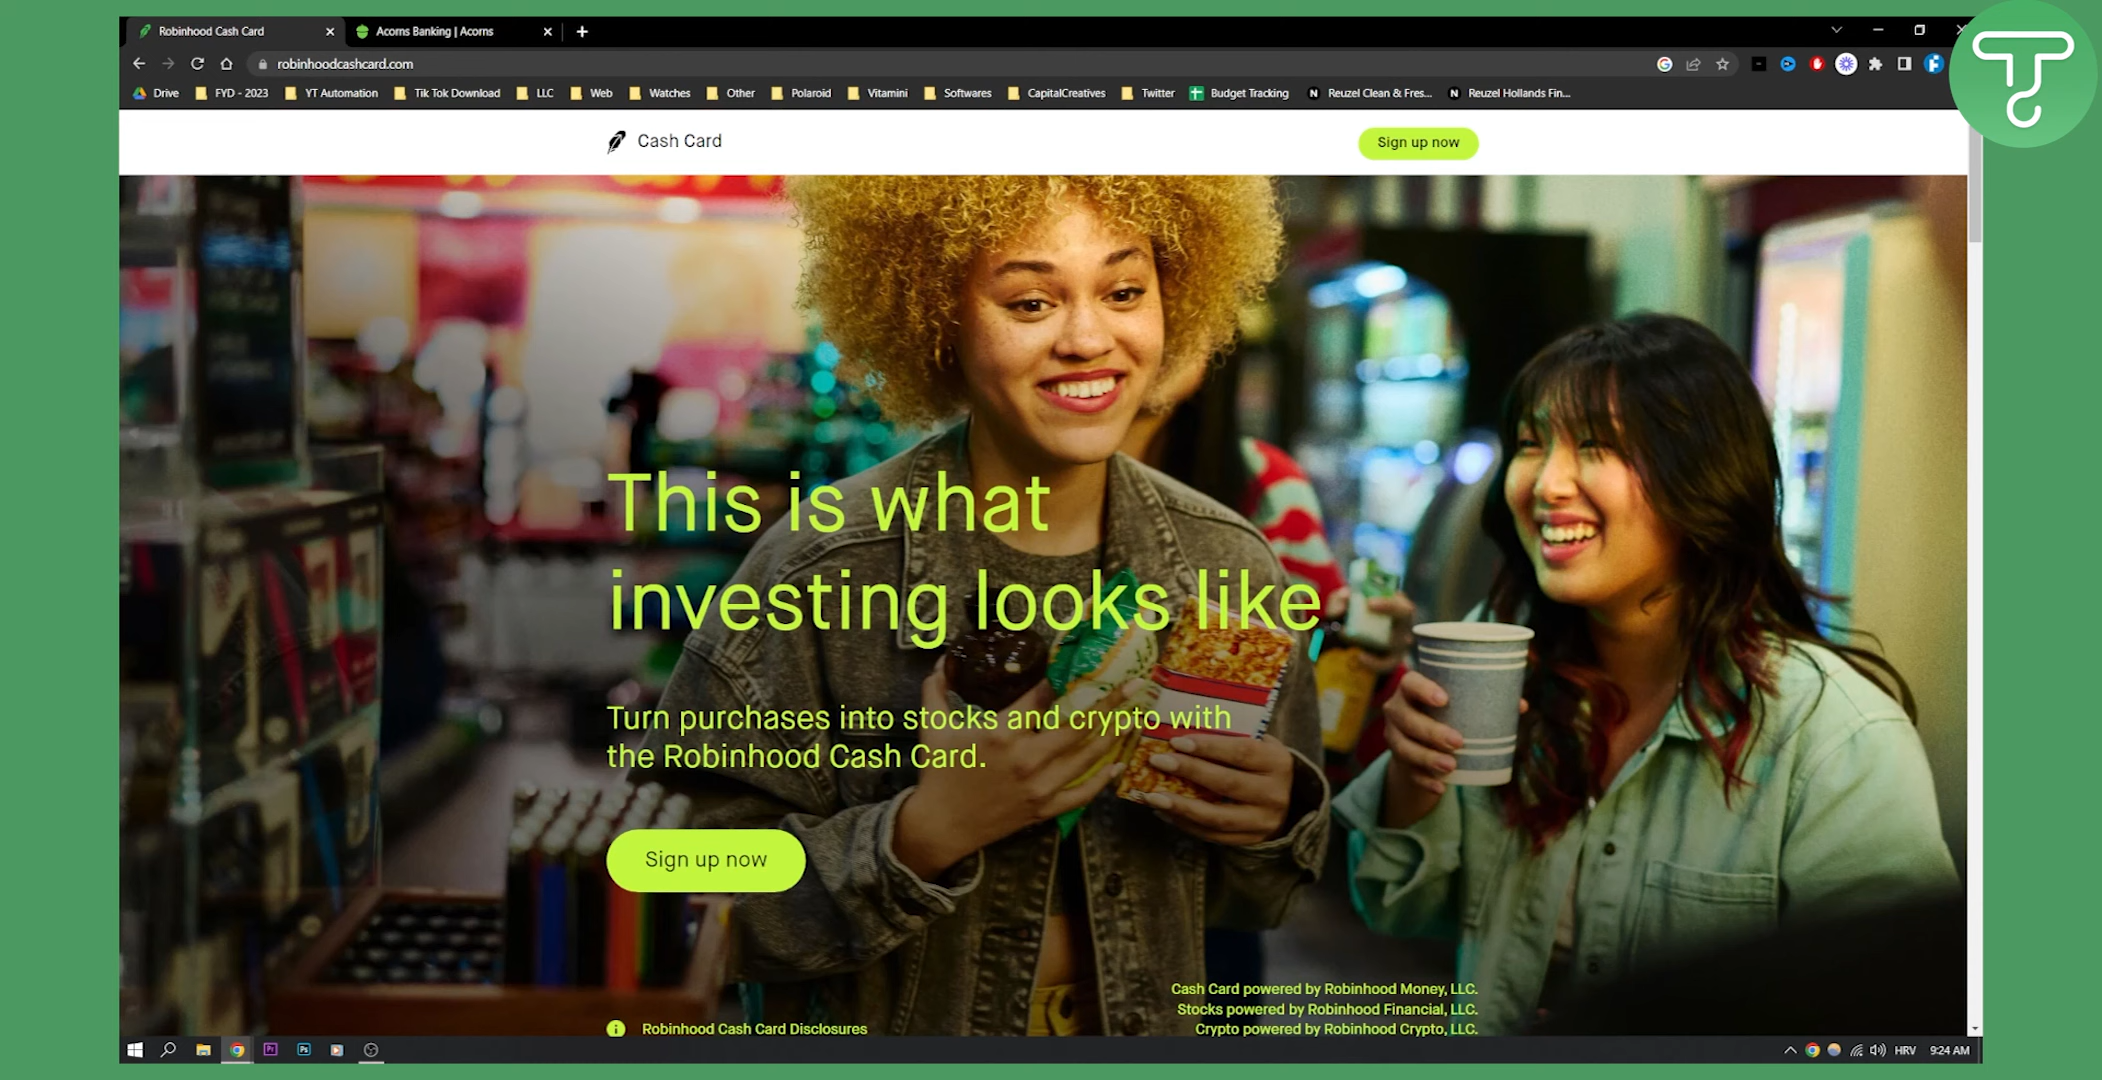 Robinhood Cash Card
Acorns Banking | Acorns
robinhoodcashcard.com
Drive
FYD - 2023
YT Automation
Tik Tok Download
LLC
Web
Watches
Other
Polaroid
Vitamini
Softwares
CapitalCreatives
Twitter
Budget Tracking
N Reuzel Clean & Fres...
N Reuzel Hollands Fin...
Cash Card
Sign up now
This is what
investing looks like
Turn purchases into stocks and crypto with
the Robinhood Cash Card.
Sign up now
Cash Card powered by Robinhood Money, LLC.
Stocks powered by Robinhood Financial, LLC.
Robinhood Cash Card Disclosures
Crypto powered by Robinhood Crypto, LLC.
Pr
Ps
HRV
9:24 AM